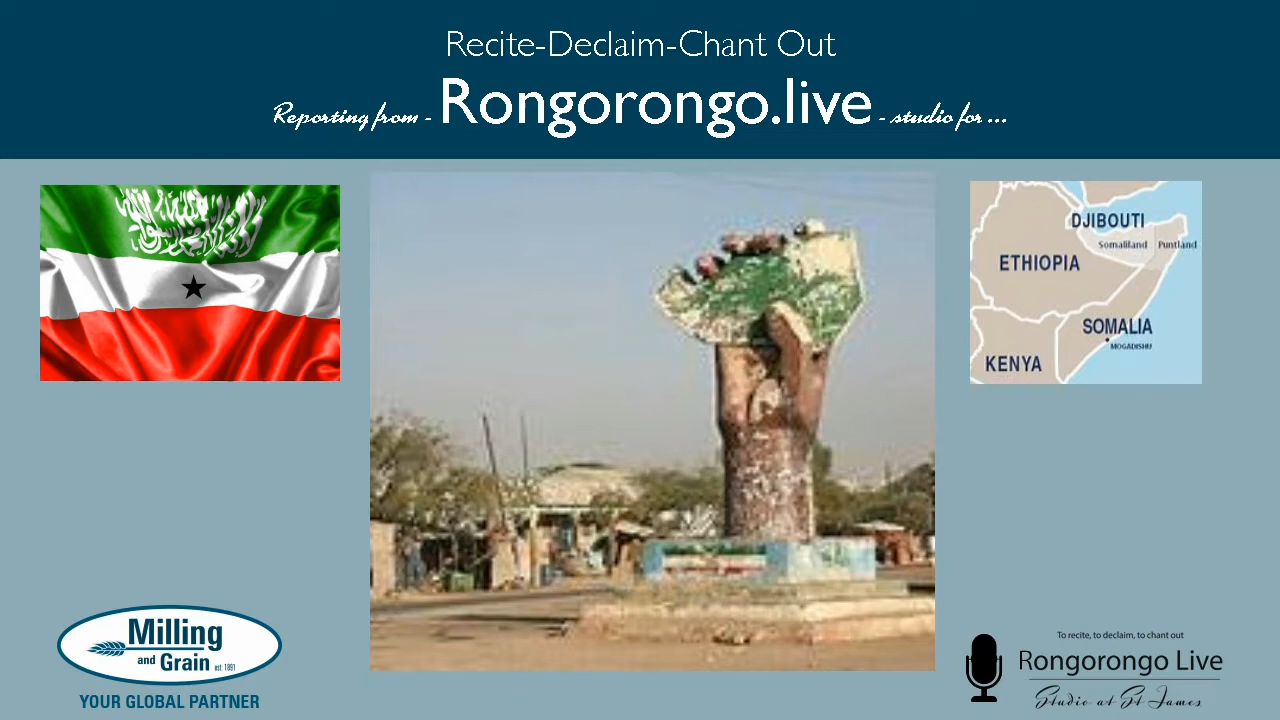 Recite-Declaim-Chant Out
Reporting from - Rongorongo.live - studio for ...
DJIBOUTI
Somaliland Puntland
ETHIOPIA
SOMALIA
MOGADISHU
KENYA
Milling
and Grain est: 1891
YOUR GLOBAL PARTNER
To recite, to declaim, to chant out
Rongorongo Live
Studio at St James